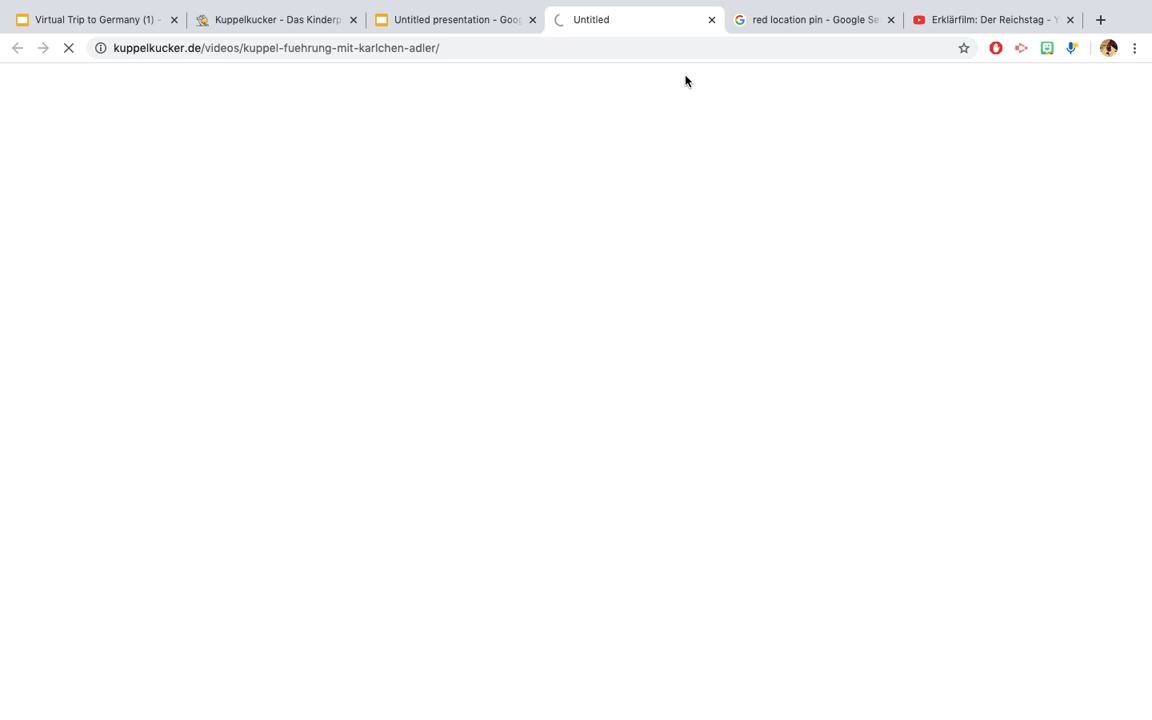 Virtual Trip to Germany (1) -
Kuppelkucker - Das Kinderp
Untitled presentation - Goog
Untitled
red location pin - Google Se
Erklärfilm: Der Reichstag - Y
kuppelkucker.de/videos/kuppel-fuehrung-mit-karlchen-adler/